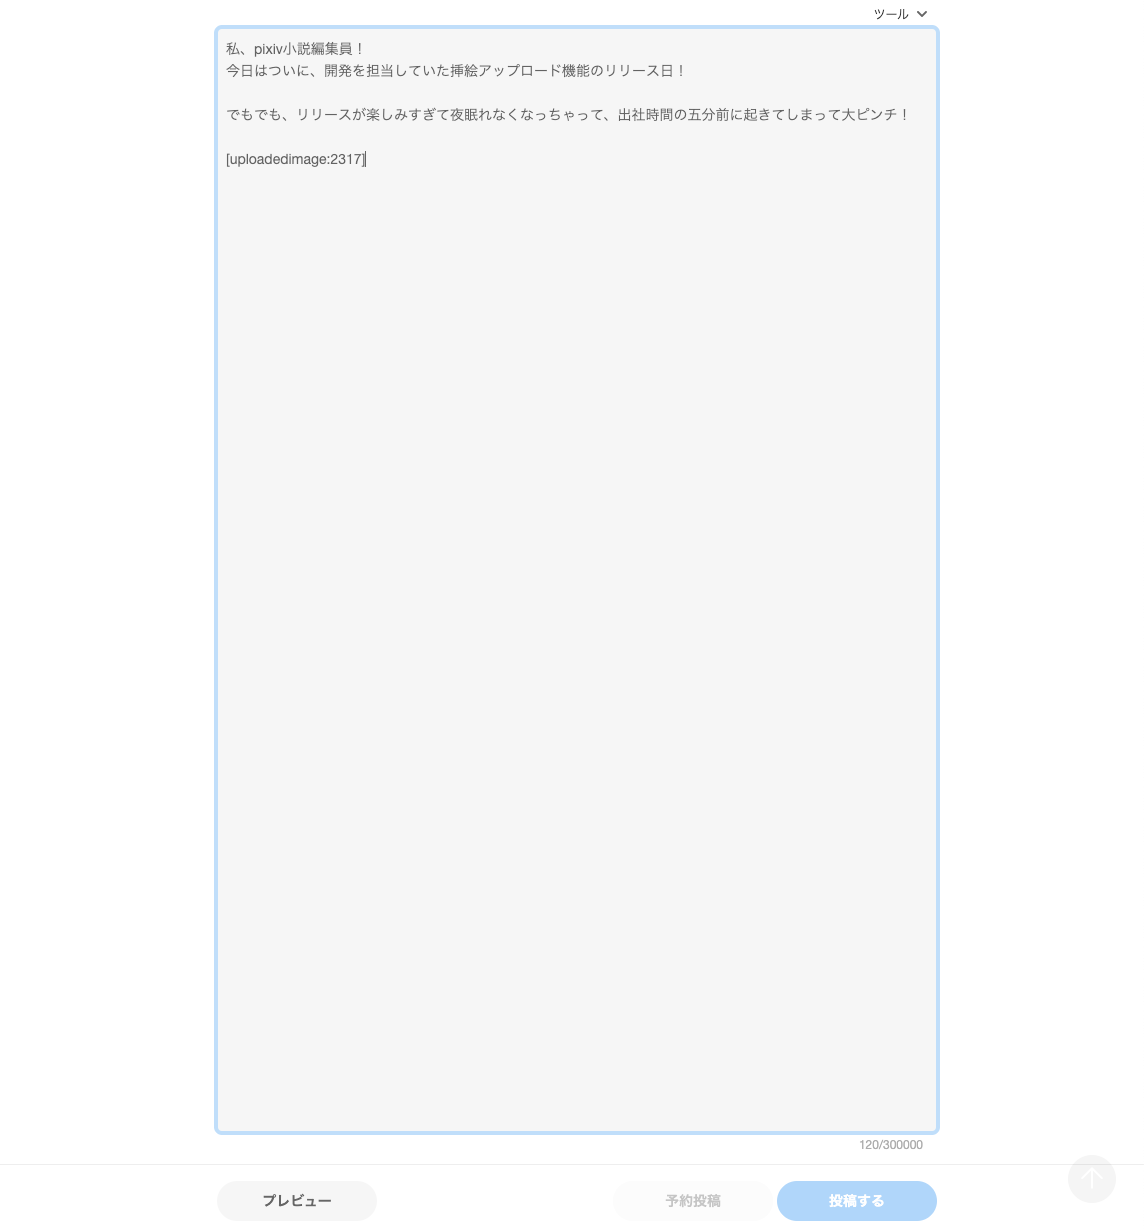 ツール
私、pixiv小説編集員！
今日はついに、開発を担当していた挿絵アップロード機能のリリース日！
でもでも、リリースが楽しみすぎて夜眠れなくなっちゃって、出社時間の五分前に起きてしまって大ピンチ！
[uploadedimage:2317]
120/300000
プレビュー
予約投稿
投稿する